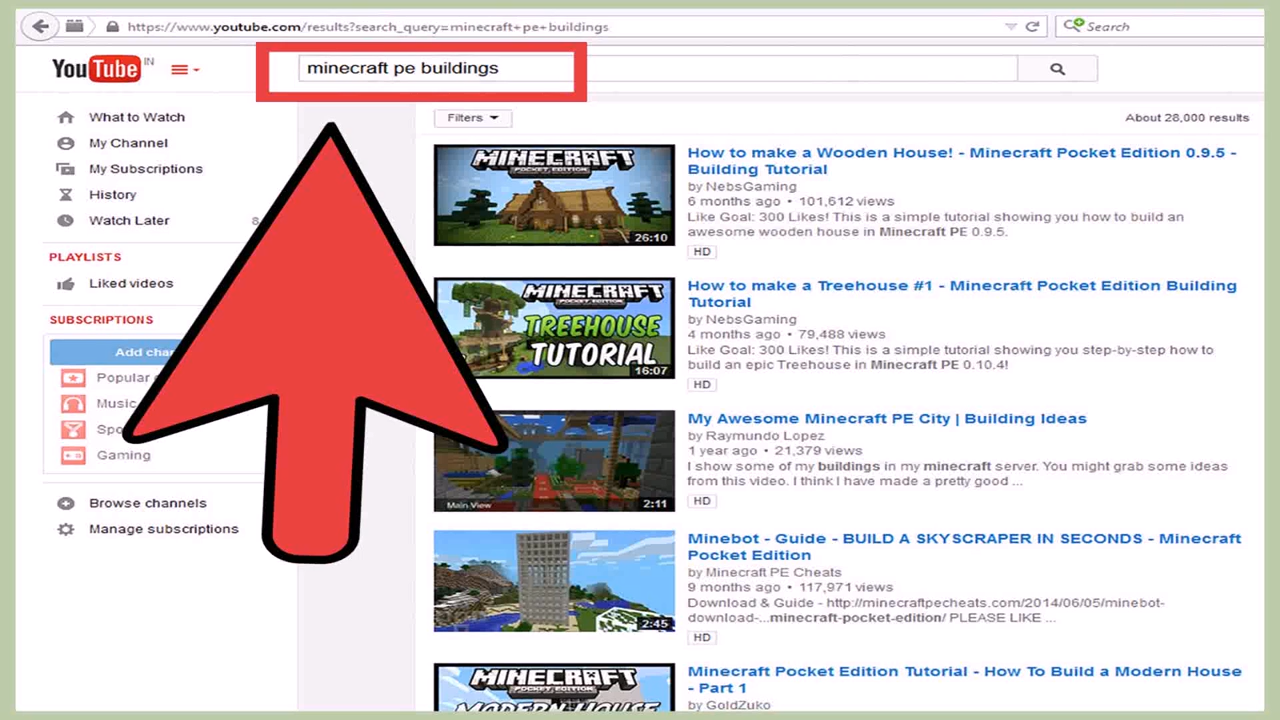 https://www.youtube.com/results?search_query=minecraft+pe+buildings
Search
YouTube IN
minecraft pe buildings
What to Watch
My Channel
My Subscriptions
History
Watch Later
8
PLAYLISTS
Liked videos
SUBSCRIPTIONS
Add cha
Popular
Music
Spo
Gaming
Browse channels
Manage subscriptions
Filters
About 28,000 results
MINECRAFT
POCKET EDITION
26:10
How to make a Wooden House! - Minecraft Pocket Edition 0.9.5 -
Building Tutorial
by NebsGaming
6 months ago • 101,612 views
Like Goal: 300 Likes! This is a simple tutorial showing you how to build an
awesome wooden house in Minecraft PE 0.9.5.
HD
MINECRAFT
POCKET EDITION
TREEHOUSE
TUTORIAL
16:07
How to make a Treehouse #1 - Minecraft Pocket Edition Building
Tutorial
by NebsGaming
4 months ago • 79,488 views
Like Goal: 300 Likes! This is a simple tutorial showing you step-by-step how to
build an epic Treehouse in Minecraft PE 0.10.4!
HD
Main View
2:11
My Awesome Minecraft PE City | Building Ideas
by Raymundo Lopez
1 year ago • 21,379 views
I show some of my buildings in my minecraft server. You might grab some ideas
from this video. I think I have made a pretty good ...
HD
2:45
Minebot - Guide - BUILD A SKYSCRAPER IN SECONDS - Minecraft
Pocket Edition
by Minecraft PE Cheats
9 months ago • 117,971 views
Download & Guide - http://minecraftpecheats.com/2014/06/05/minebot-
download-...minecraft-pocket-edition/ PLEASE LIKE ...
HD
MINECRAFT
POCKET EDITION
MODERN HOUSE
Minecraft Pocket Edition Tutorial - How To Build a Modern House
- Part 1
by GoldZuko